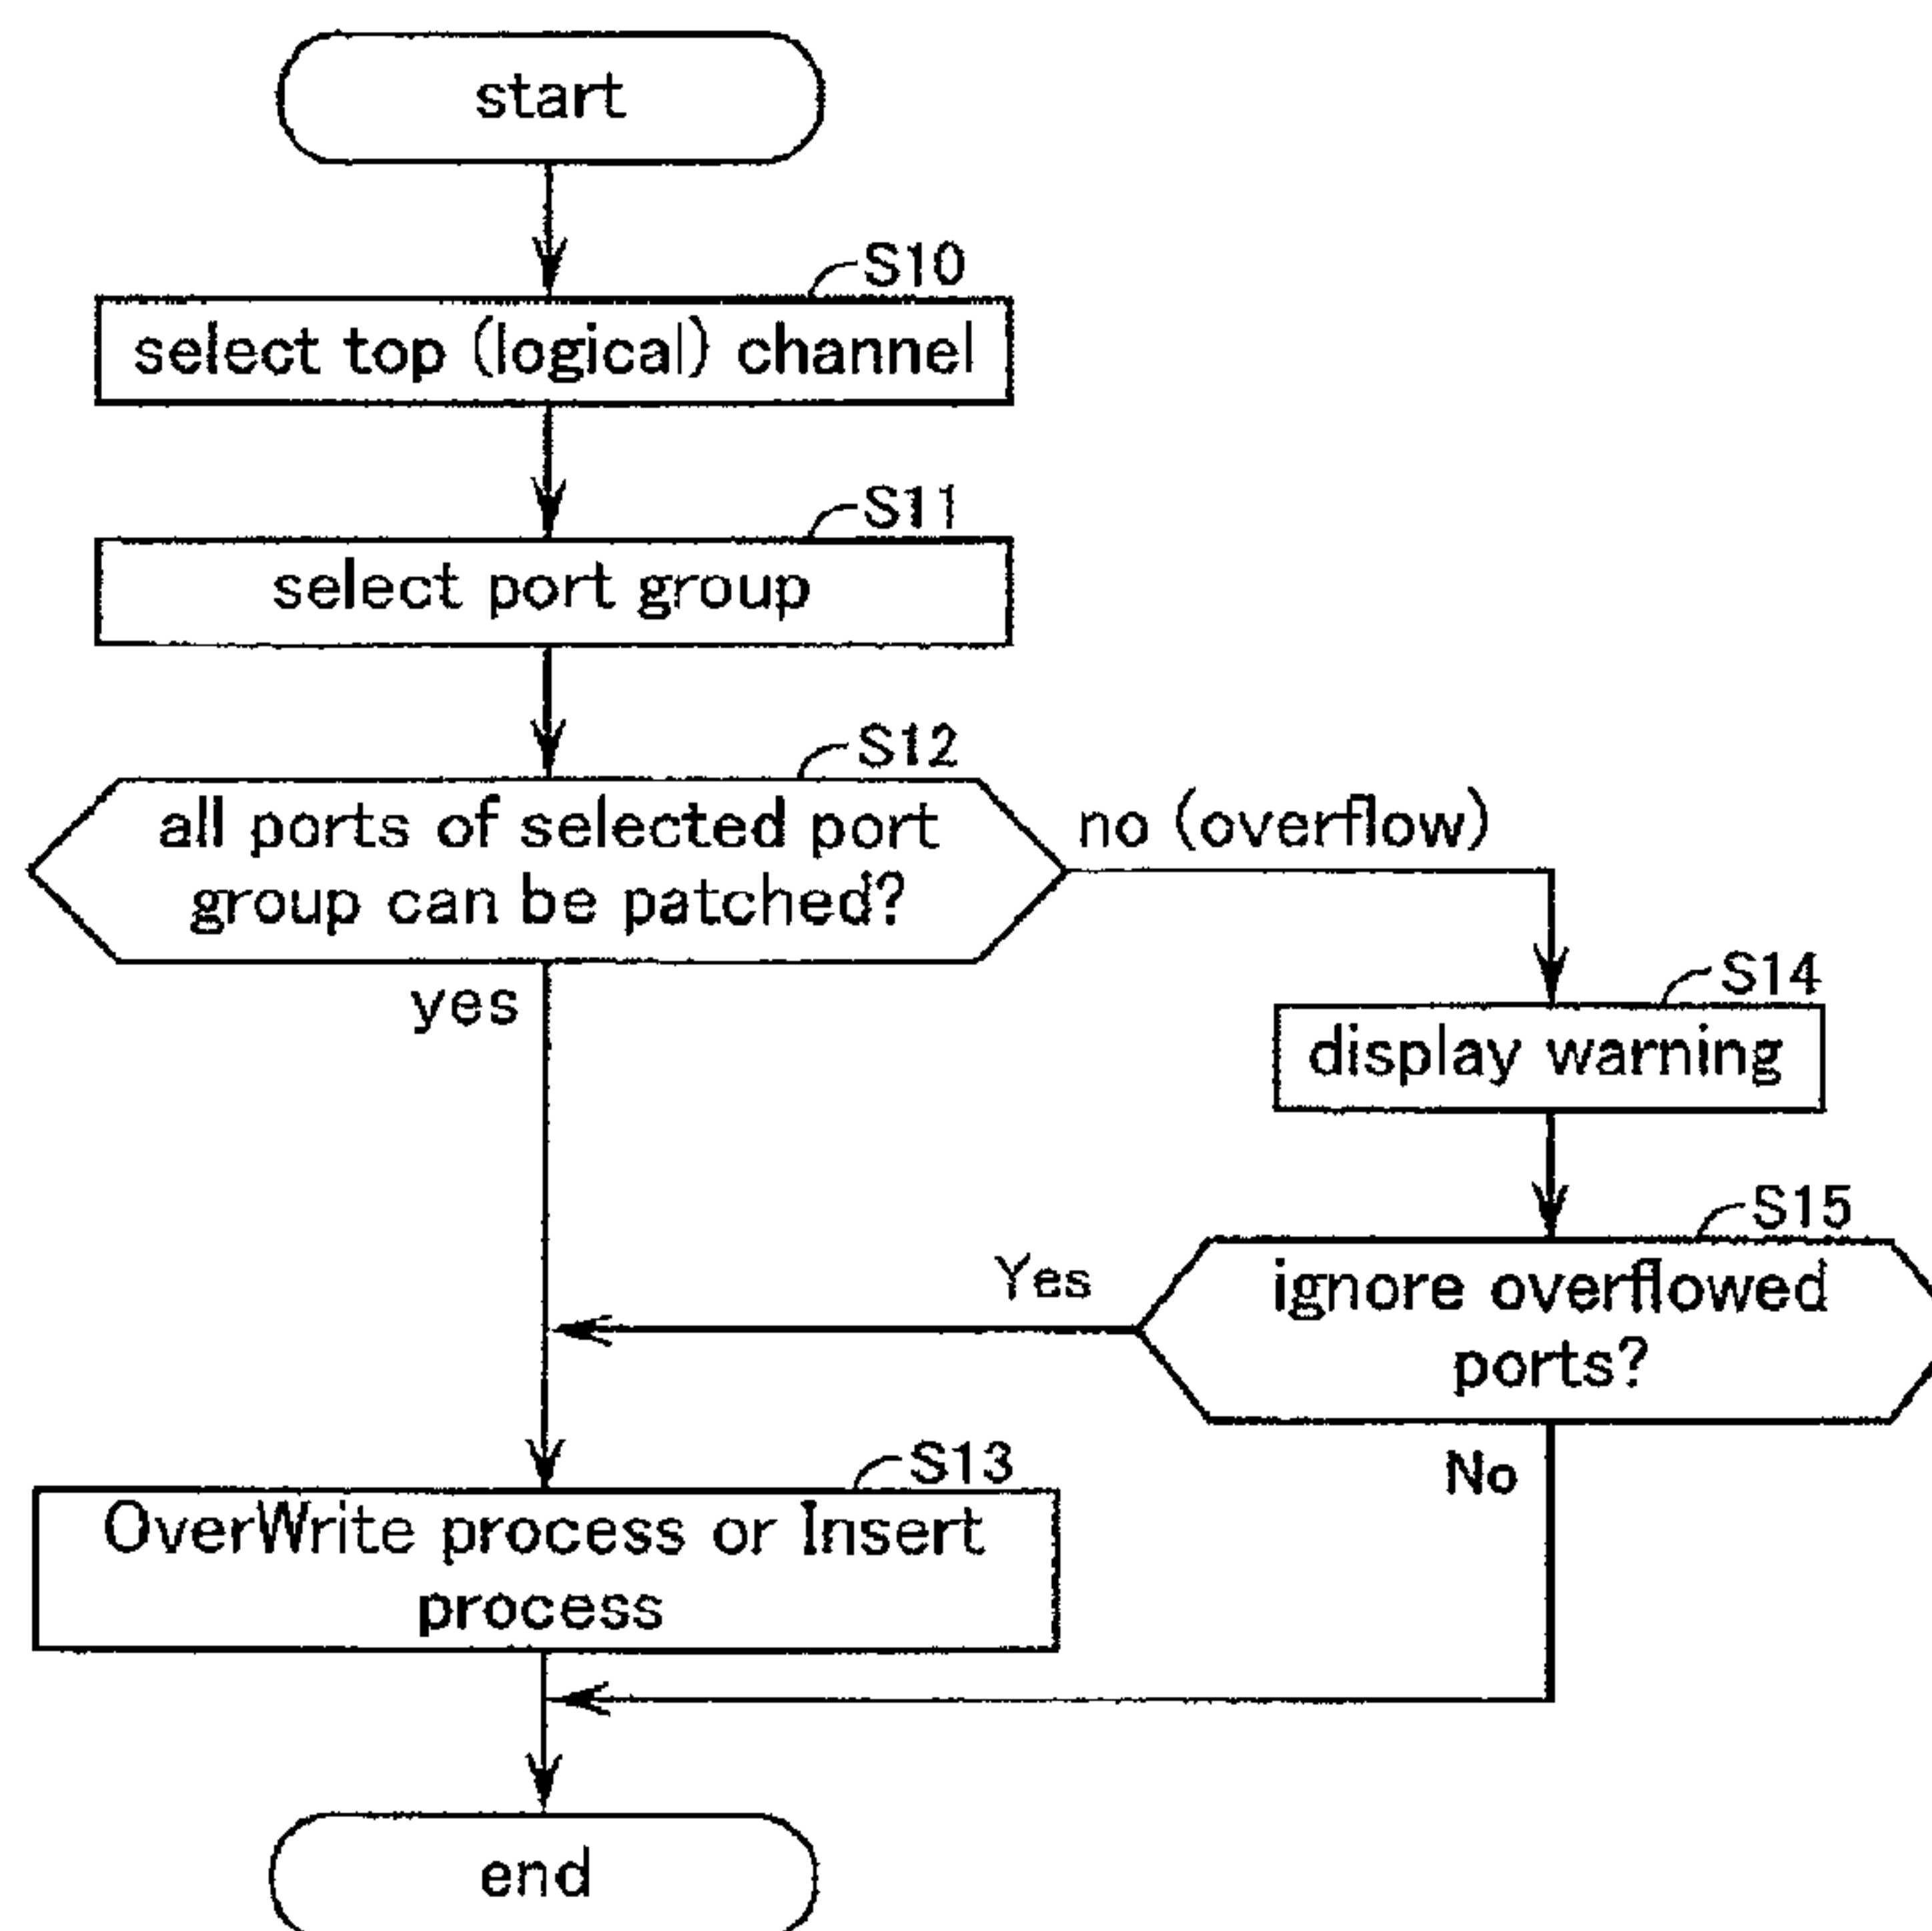 start
S10
select top (logical) channel
S11
select port group
S12
all ports of selected port
group can be patched?
no (overflow)
yes
S14
display warning
S15
ignore overflowed
ports?
Yes
No
S13
OverWrite process or Insert
process
end